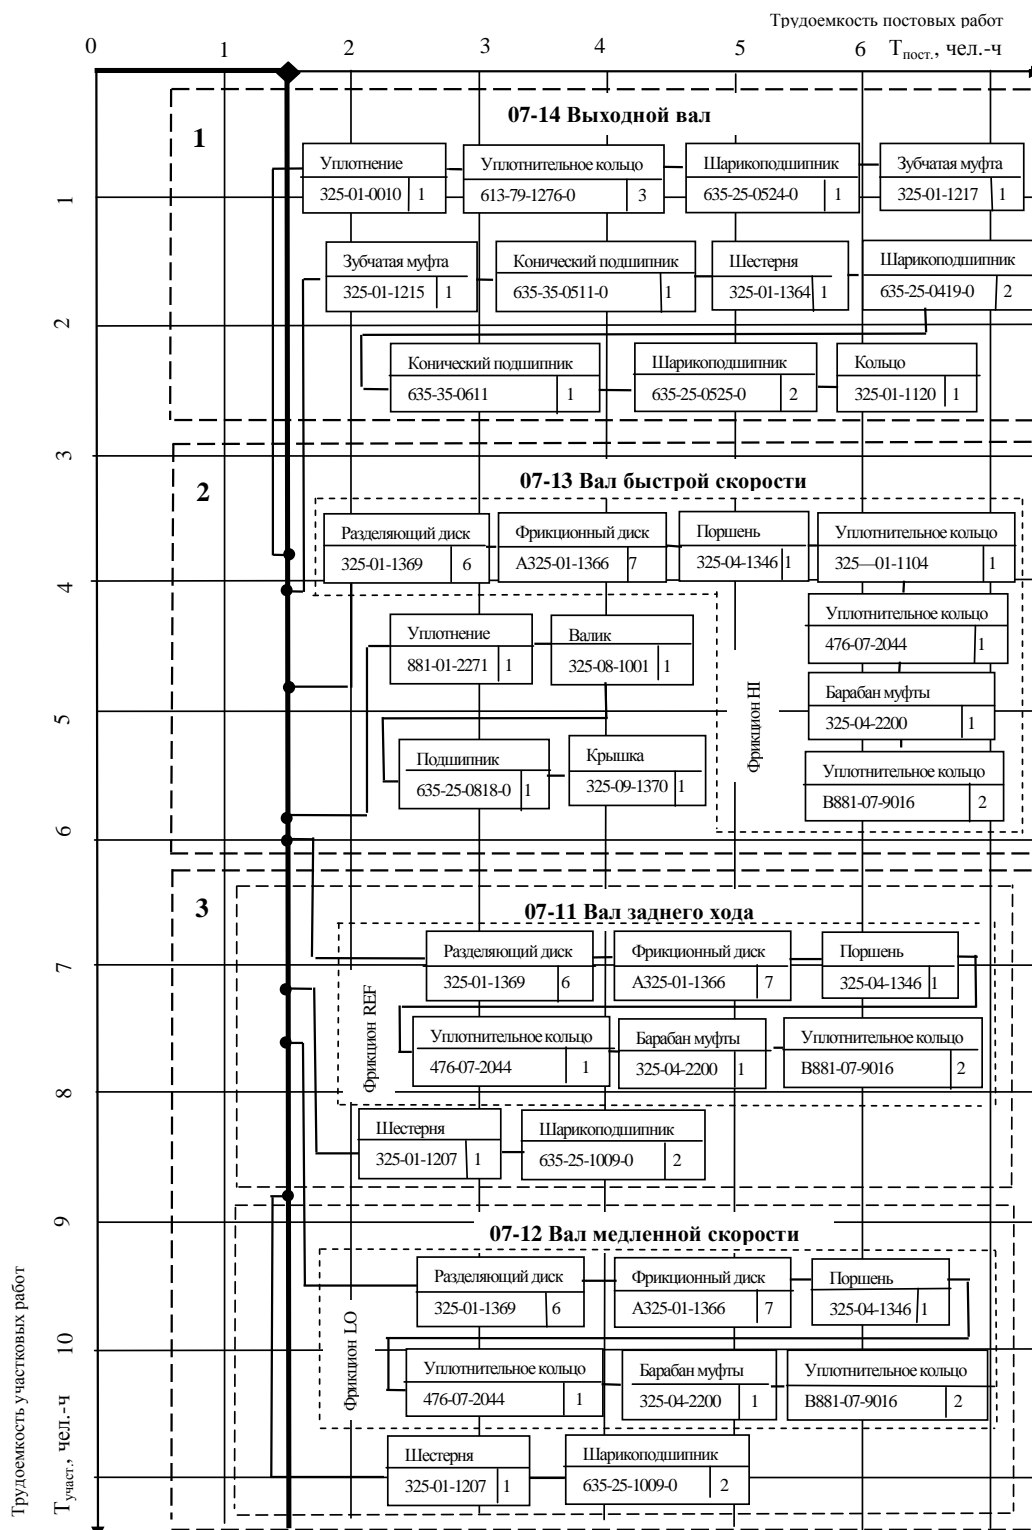 Трудоемкость постовых работ
0 1 2 3 4 5 6 Tпост., чел.-ч
07-14 Выходной вал
1
Уплотнение
325-01-0010 1
Уплотнительное кольцо
613-79-1276-0 3
Шарикоподшипник
635-25-0524-0 1
Зубчатая муфта
325-01-1217 1
1
Зубчатая муфта
325-01-1215 1
Конический подшипник
635-35-0511-0 1
Шестерня
325-01-1364 1
Шарикоподшипник
635-25-0419-0 2
2
Конический подшипник
635-35-0611 1
Шарикоподшипник
635-25-0525-0 2
Кольцо
325-01-1120 1
3
2
07-13 Вал быстрой скорости
Разделяющий диск
325-01-1369 6
Фрикционный диск
А325-01-1366 7
Поршень
325-04-1346 1
Уплотнительное кольцо
325—01-1104 1
4
Уплотнительное кольцо
476-07-2044 1
Уплотнение
881-01-2271 1
Валик
325-08-1001 1
Фрикцион HI
Барабан муфты
325-04-2200 1
5
Подшипник
635-25-0818-0 1
Крышка
325-09-1370 1
Уплотнительное кольцо
В881-07-9016 2
6
3
07-11 Вал заднего хода
Разделяющий диск
325-01-1369 6
Фрикционный диск
А325-01-1366 7
Поршень
325-04-1346 1
7
Фрикцион REF
Уплотнительное кольцо
476-07-2044 1
Барабан муфты
325-04-2200 1
Уплотнительное кольцо
В881-07-9016 2
8
Шестерня
325-01-1207 1
Шарикоподшипник
635-25-1009-0 2
9
07-12 Вал медленной скорости
Разделяющий диск
325-01-1369 6
Фрикционный диск
А325-01-1366 7
Поршень
325-04-1346 1
10
Фрикцион LO
Уплотнительное кольцо
476-07-2044 1
Барабан муфты
325-04-2200 1
Уплотнительное кольцо
В881-07-9016 2
Шестерня
325-01-1207 1
Шарикоподшипник
635-25-1009-0 2
Трудоемкость участковых работ
Tучаст., чел.-ч